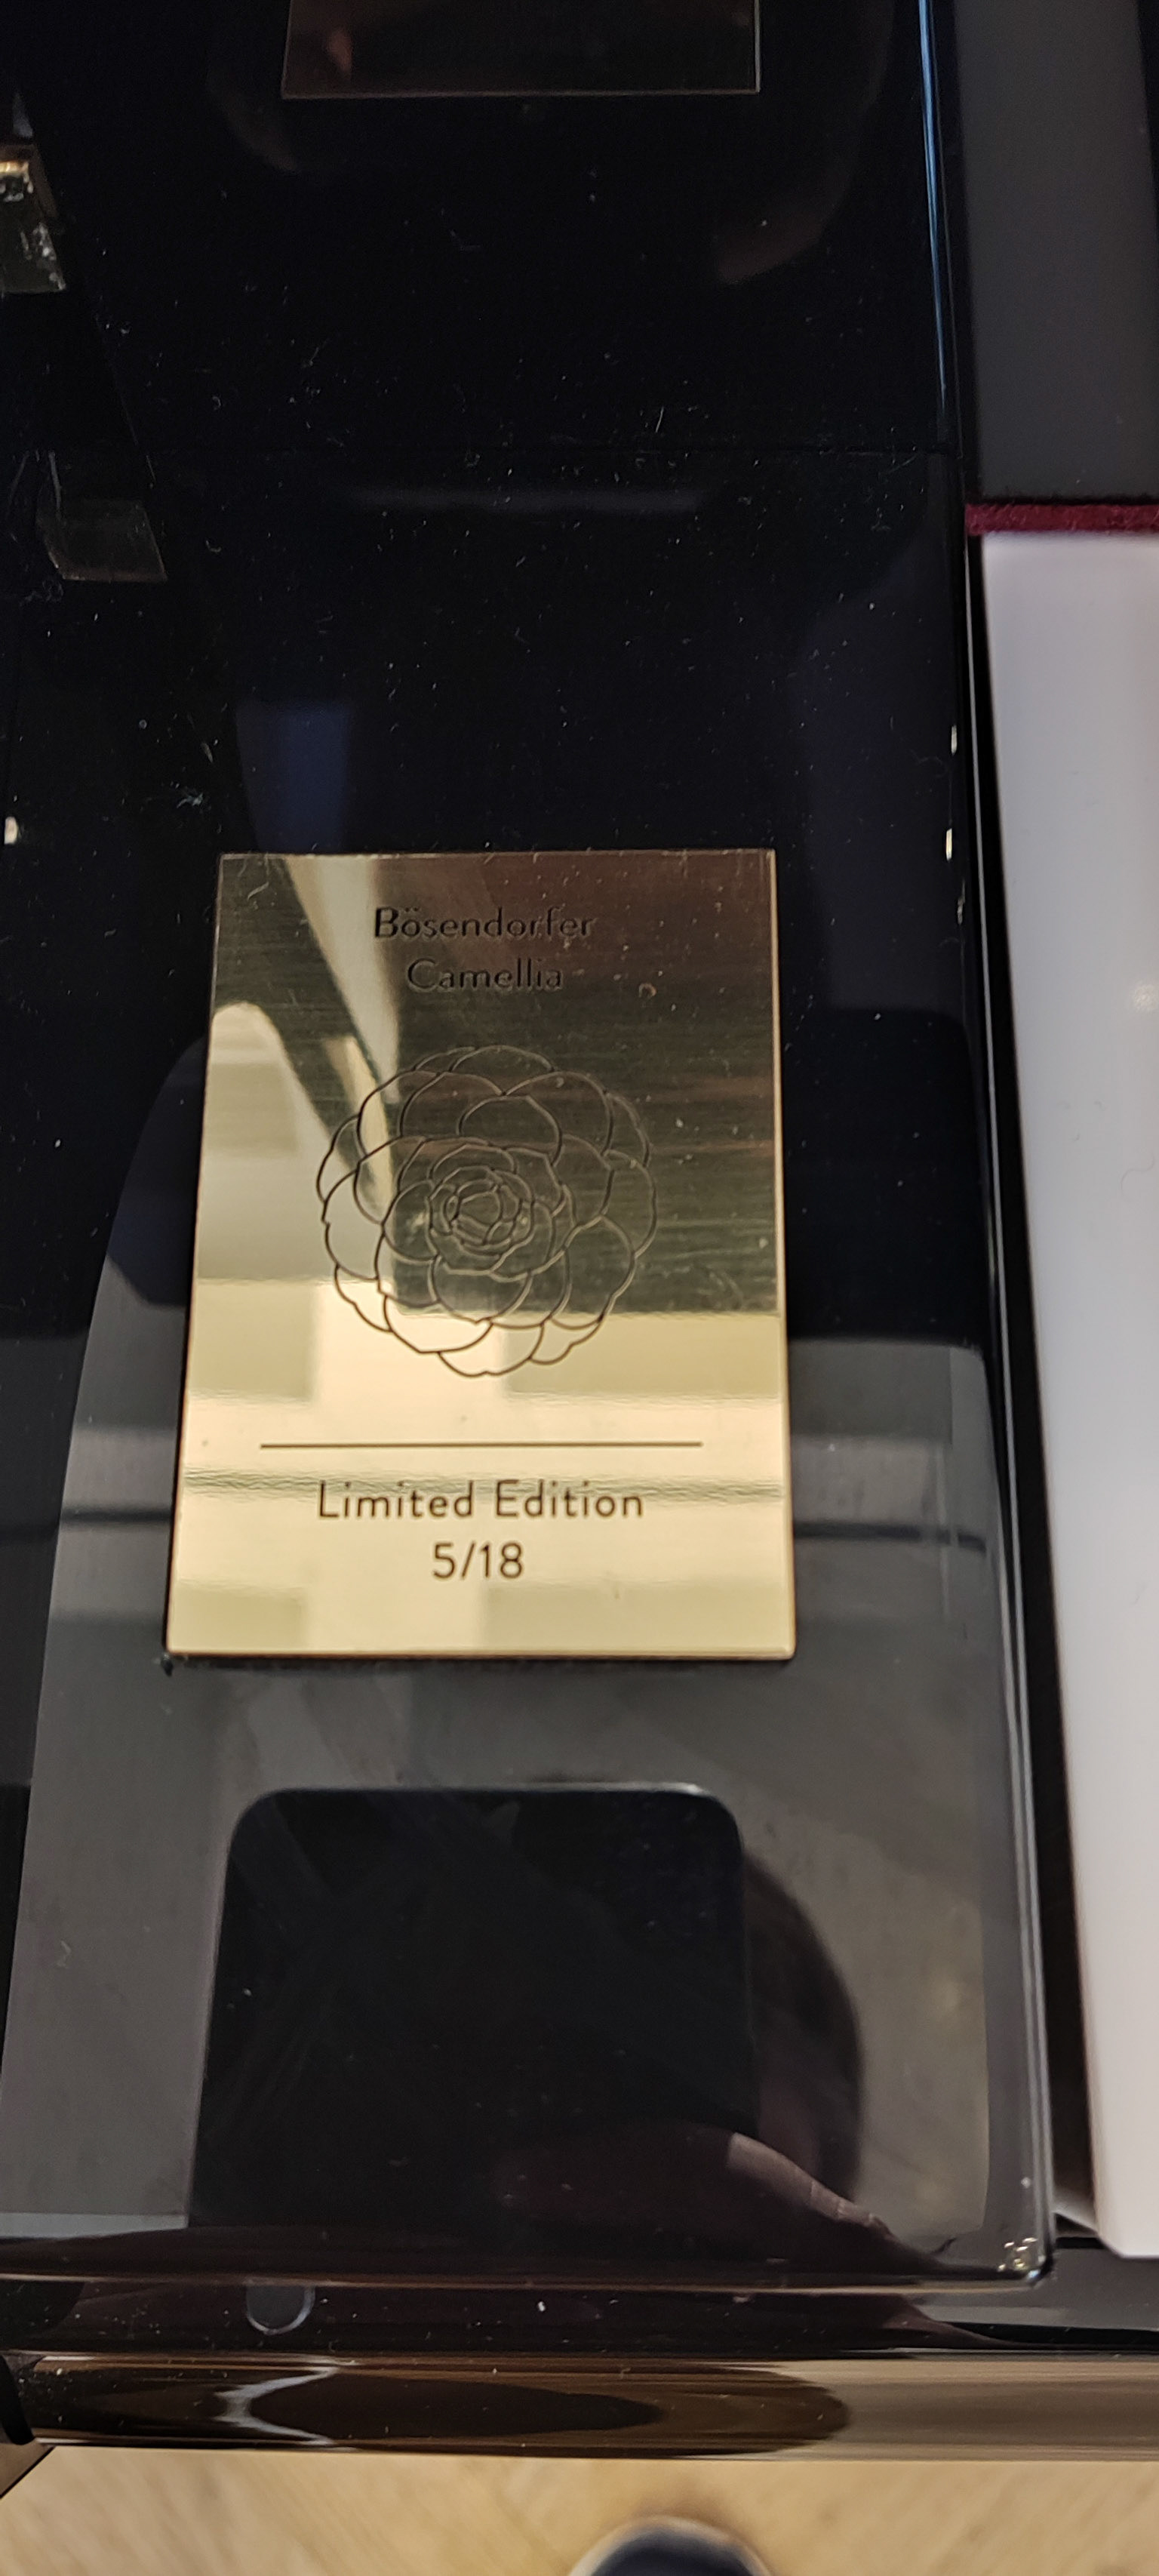 Bösendorfer
Camellia
Limited Edition
5/18